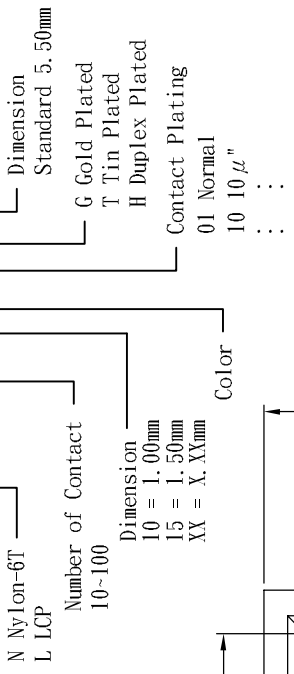 Dimension
Standard 5.50mm
G Gold Plated
T Tin Plated
H Duplex Plated
Contact Plating
01 Normal
10 10μ"
: :
: :
Color
Dimension
10 = 1.00mm
15 = 1.50mm
XX = X.XXmm
Number of Contact
10~100
N Nylon-6T
L LCP